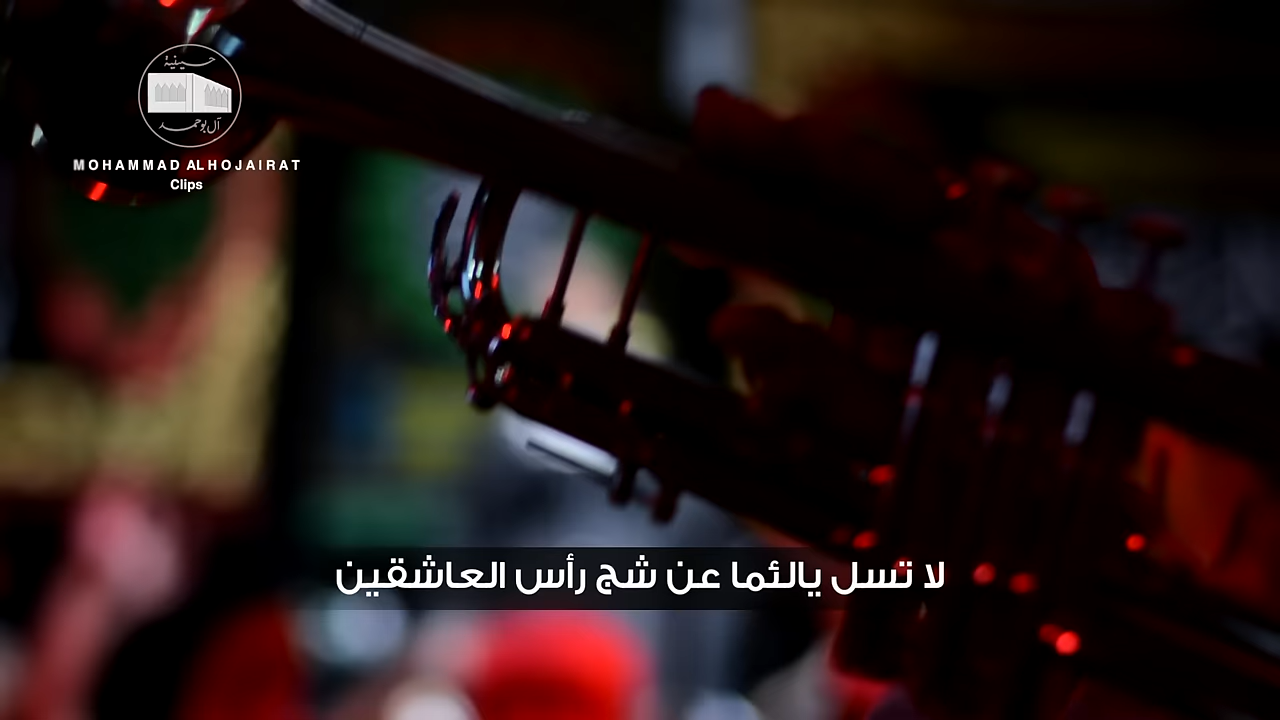 حسينية
آل بوحمد
MOHAMMAD ALHOJAIRAT
Clips
لا تسل يالئما عن شج رأس العاشقين